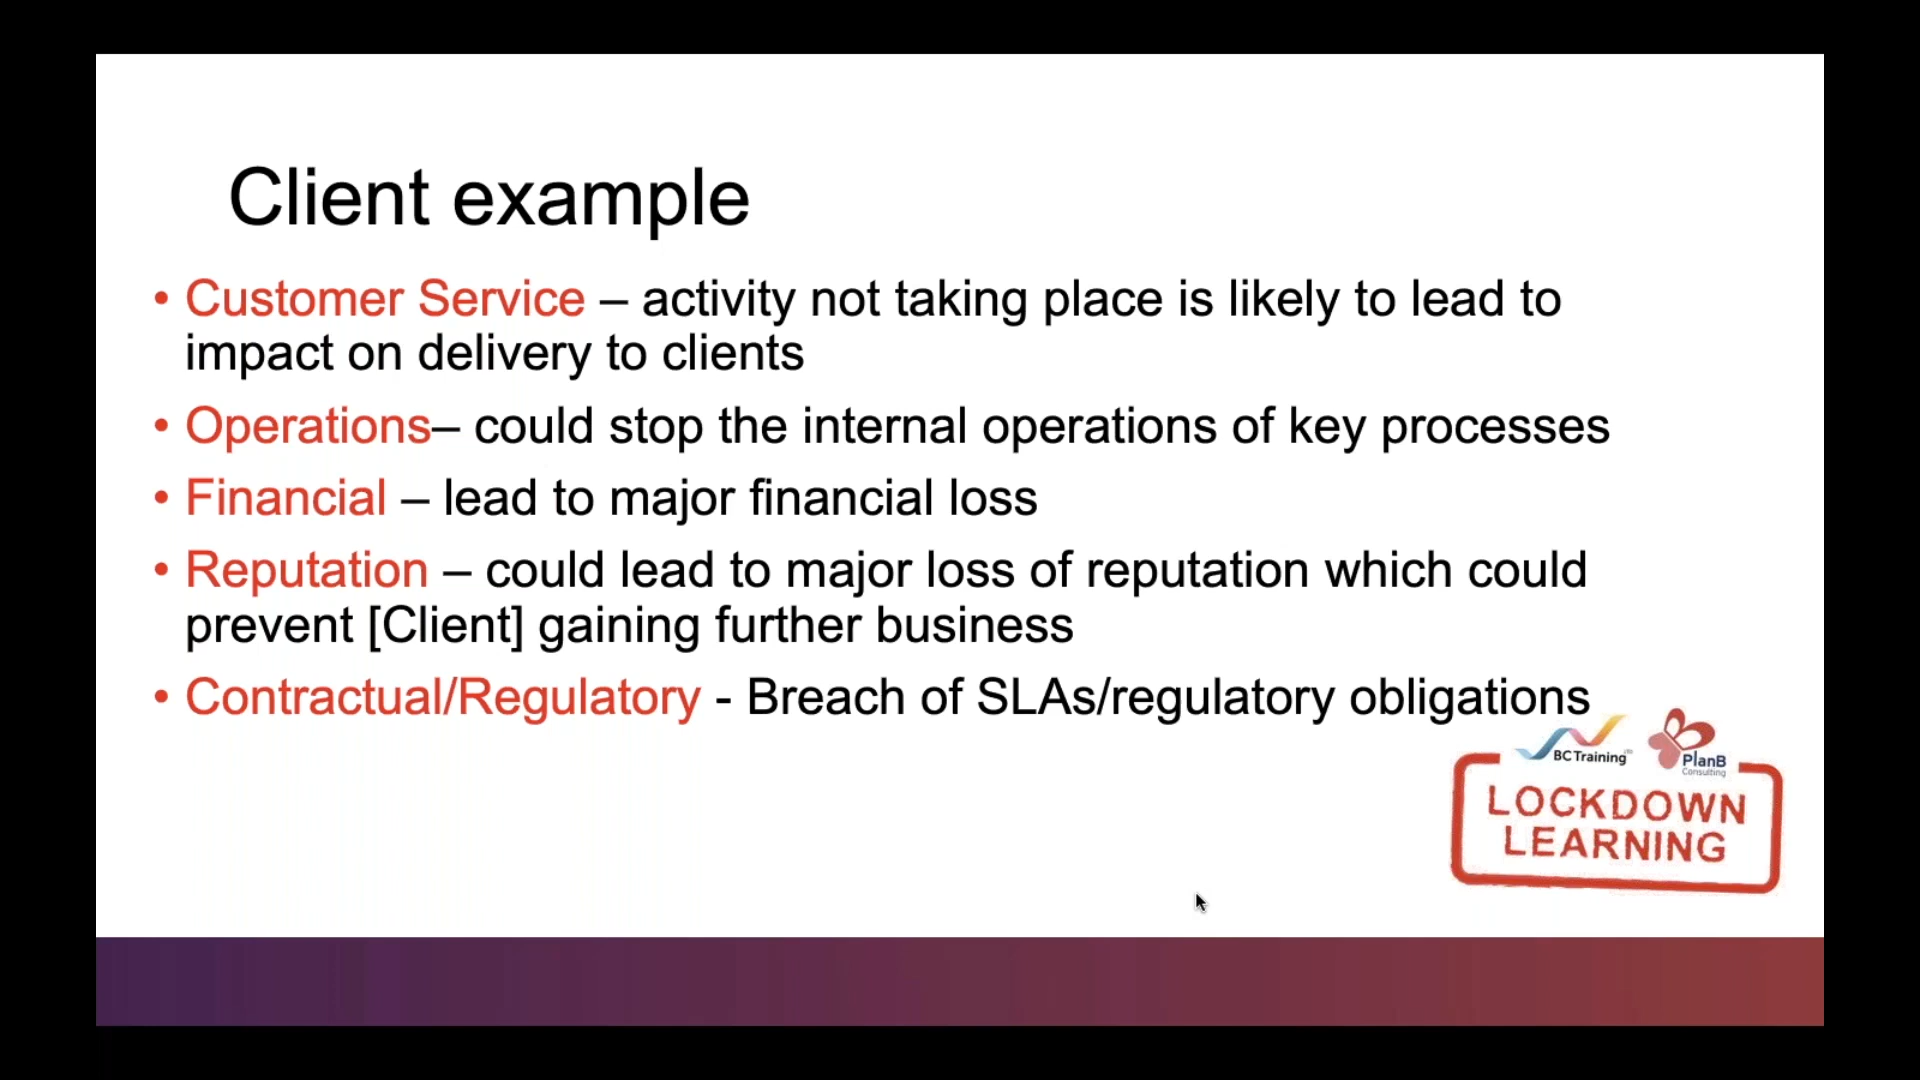 Client example
• Customer Service – activity not taking place is likely to lead to
impact on delivery to clients
• Operations– could stop the internal operations of key processes
• Financial – lead to major financial loss
• Reputation – could lead to major loss of reputation which could
prevent [Client] gaining further business
• Contractual/Regulatory - Breach of SLAs/regulatory obligations
BC Training Ltd
PlanB
Consulting
LOCKDOWN
LEARNING